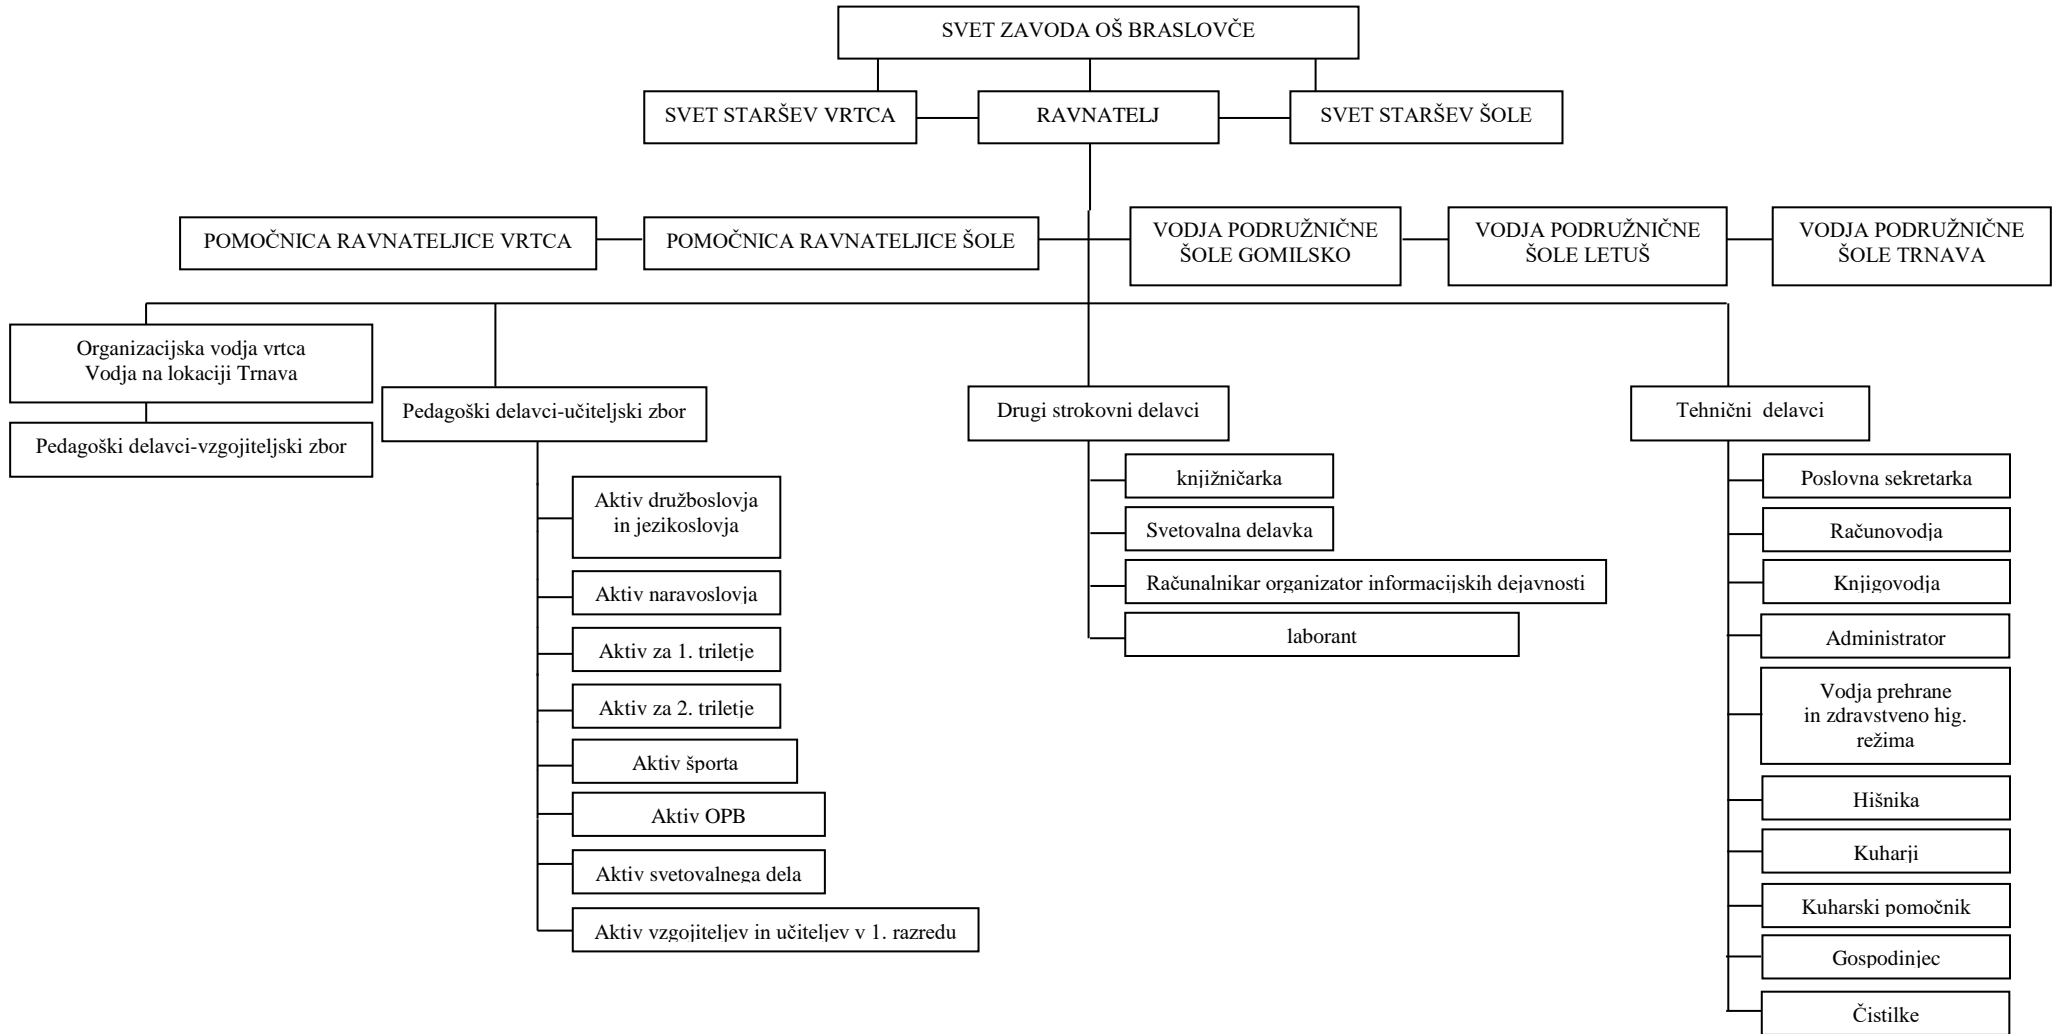 SVET ZAVODA OŠ BRASLOVČE
SVET STARŠEV VRTCA
RAVNATELJ
SVET STARŠEV ŠOLE
POMOČNICA RAVNATELJICE VRTCA
POMOČNICA RAVNATELJICE ŠOLE
VODJA PODRUŽNIČNE
ŠOLE GOMILSKO
VODJA PODRUŽNIČNE
ŠOLE LETUŠ
VODJA PODRUŽNIČNE
ŠOLE TRNAVA
Organizacijska vodja vrtca
Vodja na lokaciji Trnava
Pedagoški delavci-vzgojiteljski zbor
Pedagoški delavci-učiteljski zbor
Aktiv družboslovja
in jezikoslovja
Aktiv naravoslovja
Aktiv za 1. triletje
Aktiv za 2. triletje
Aktiv športa
Aktiv OPB
Aktiv svetovalnega dela
Aktiv vzgojiteljev in učiteljev v 1. razredu
Drugi strokovni delavci
knjižničarka
Svetovalna delavka
Računalnikar organizator informacijskih dejavnosti
laborant
Tehnični delavci
Poslovna sekretarka
Računovodja
Knjigovodja
Administrator
Vodja prehrane
in zdravstveno hig.
režima
Hišnika
Kuharji
Kuharski pomočnik
Gospodinjec
Čistilke